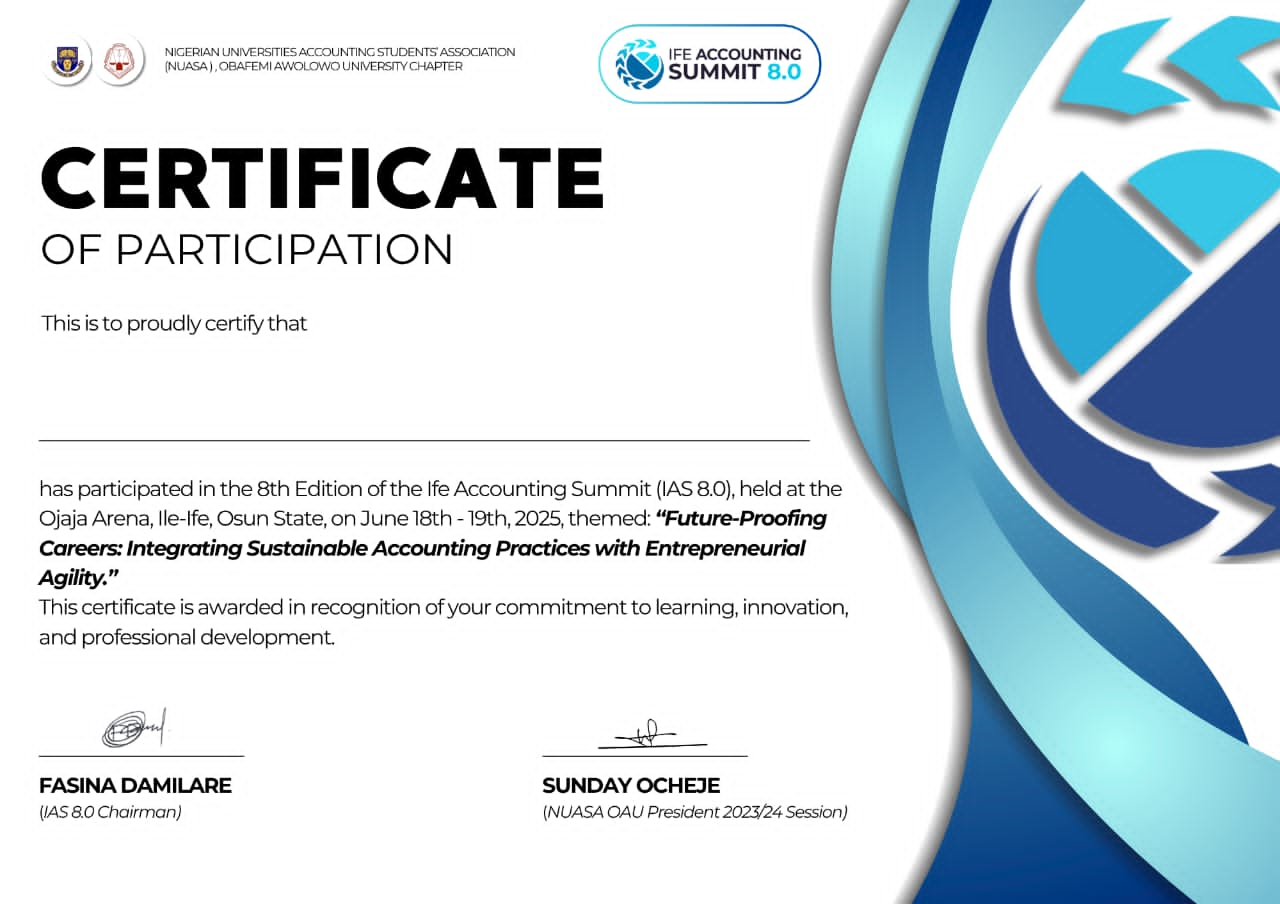 NIGERIAN UNIVERSITIES ACCOUNTING STUDENTS' ASSOCIATION
(NUASA ) , OBAFEMI AWOLOWO UNIVERSITY CHAPTER
IFE ACCOUNTING
SUMMIT 8.0
CERTIFICATE
OF PARTICIPATION
This is to proudly certify that
has participated in the 8th Edition of the Ife Accounting Summit (IAS 8.0), held at the
Ojaja Arena, Ile-Ife, Osun State, on June 18th - 19th, 2025, themed: “Future-Proofing
Careers: Integrating Sustainable Accounting Practices with Entrepreneurial
Agility.”
This certificate is awarded in recognition of your commitment to learning, innovation,
and professional development.
FASINA DAMILARE
(IAS 8.0 Chairman)
SUNDAY OCHEJE
(NUASA OAU President 2023/24 Session)